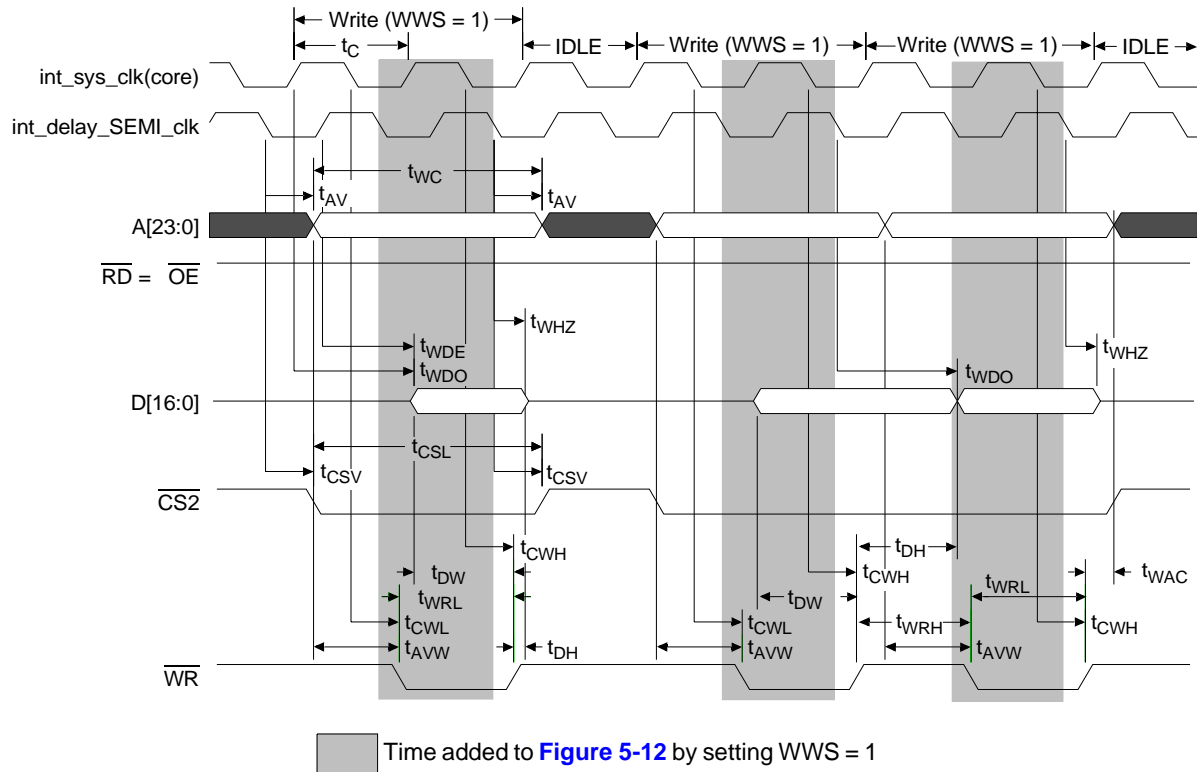 Write (WWS = 1)
tC
IDLE
Write (WWS = 1)
Write (WWS = 1)
IDLE
int_sys_clk(core)
int_delay_SEMI_clk
tWC
tAV
tAV
A[23:0]
RD = OE
tWHZ
tWDE
tWHZ
tWDO
tWDO
D[16:0]
tCSL
tCSV
tCSV
CS2
tCWH
tDH
tDW
tCWH
tWAC
tWRL
tDW
tWRL
tCWL
tCWL
tWRH
tCWH
tAVW
tDH
tAVW
tAVW
WR
Time added to Figure 5-12 by setting WWS = 1